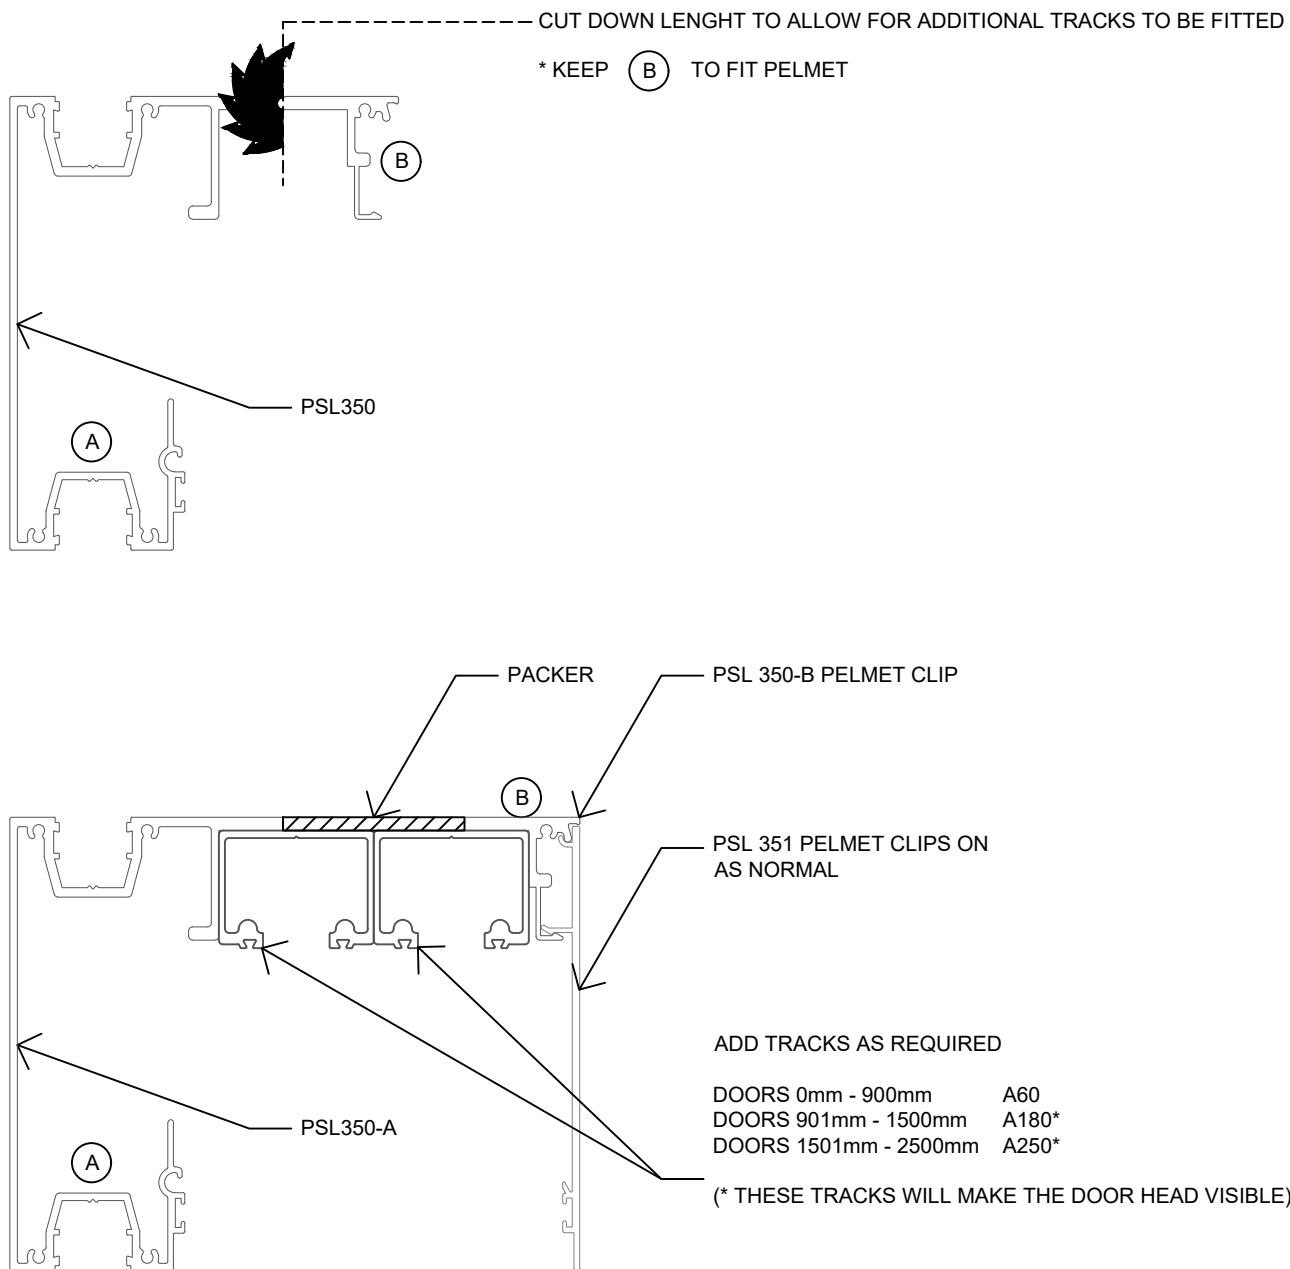 CUT DOWN LENGHT TO ALLOW FOR ADDITIONAL TRACKS TO BE FITTED
* KEEP B TO FIT PELMET
B
PSL350
A
PACKER
PSL 350-B PELMET CLIP
B
PSL 351 PELMET CLIPS ON
AS NORMAL
ADD TRACKS AS REQUIRED
DOORS 0mm - 900mm A60
DOORS 901mm - 1500mm A180*
DOORS 1501mm - 2500mm A250*
PSL350-A
A
(* THESE TRACKS WILL MAKE THE DOOR HEAD VISIBLE)